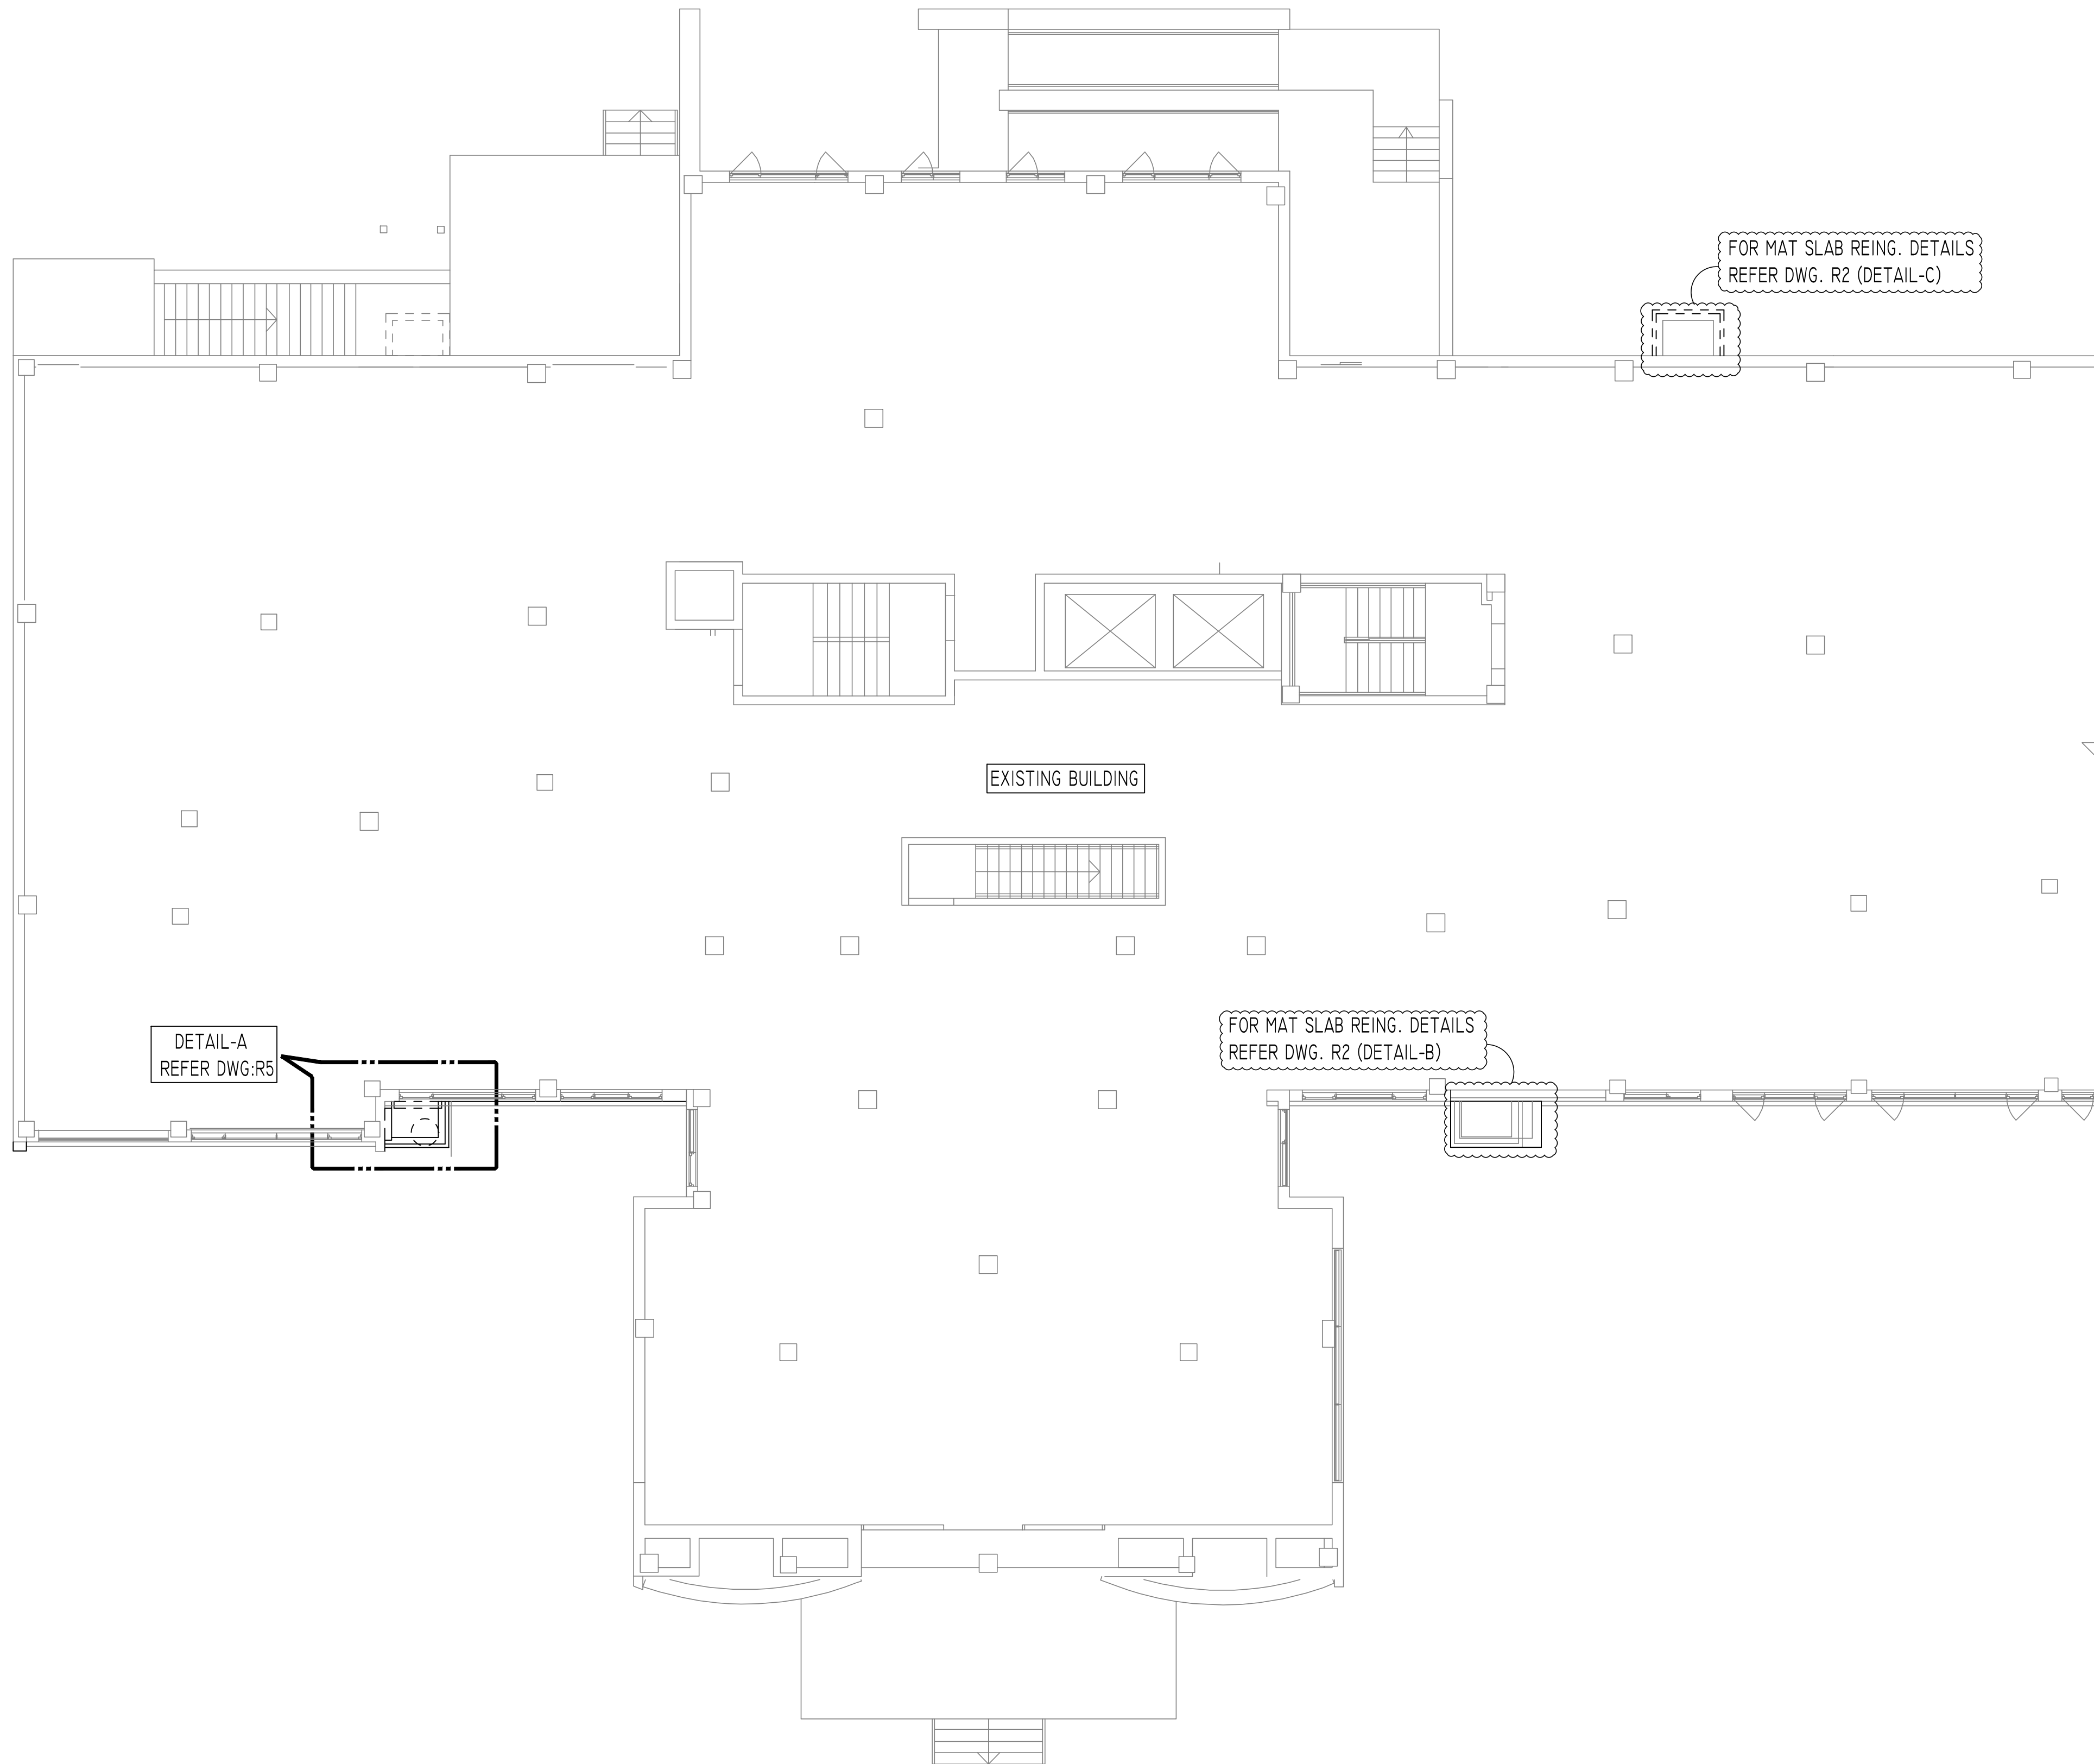 FOR MAT SLAB REING. DETAILS
REFER DWG. R2 (DETAIL-C)
EXISTING BUILDING
DETAIL-A
REFER DWG:R5
FOR MAT SLAB REING. DETAILS
REFER DWG. R2 (DETAIL-B)